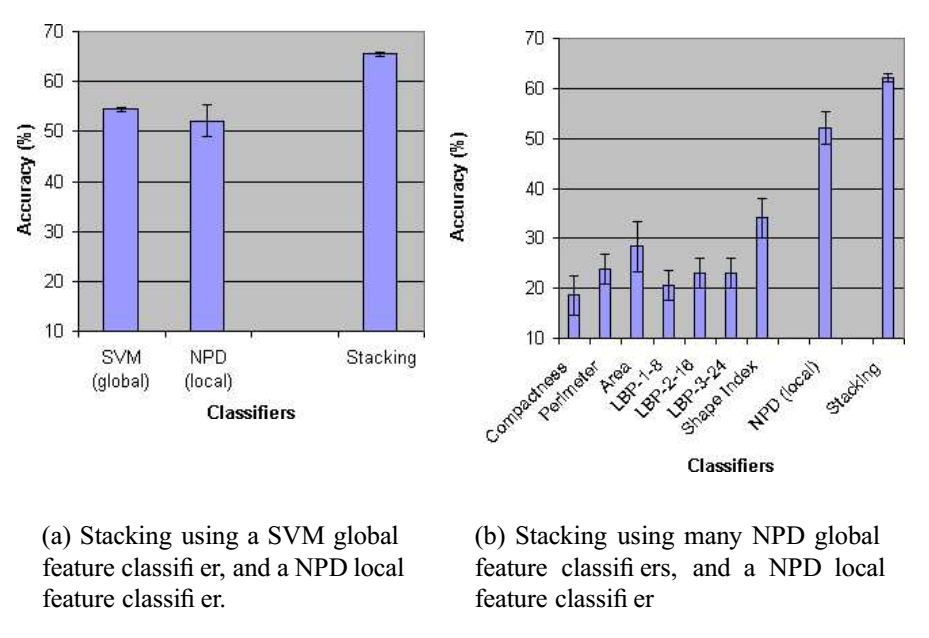 70
60
50
40
30
20
10
Accuracy (%)
SVM
(global)
NPD
(local)
Stacking
Classifiers
70
60
50
40
30
20
10
Accuracy (%)
Compactness
Perimeter
Area
LBP-1-8
LBP-2-16
LBP-3-24
Shape Index
NPD (local)
Stacking
Classifiers
(a) Stacking using a SVM global
feature classifi er, and a NPD local
feature classifi er.
(b) Stacking using many NPD global
feature classifi ers, and a NPD local
feature classifi er